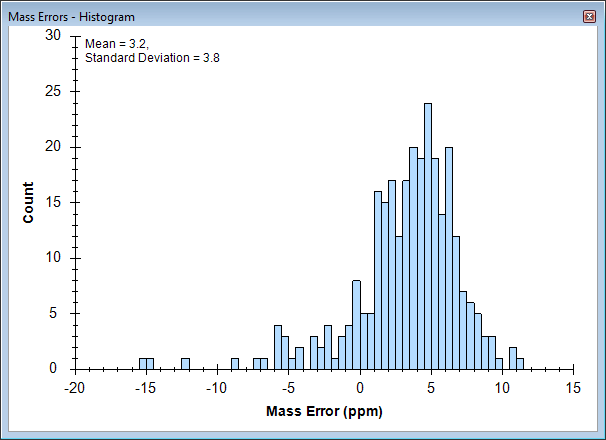 Mass Errors - Histogram
Mean = 3.2,
Standard Deviation = 3.8
30
25
20
15
10
5
0
Count
-20 -15 -10 -5 0 5 10 15
Mass Error (ppm)